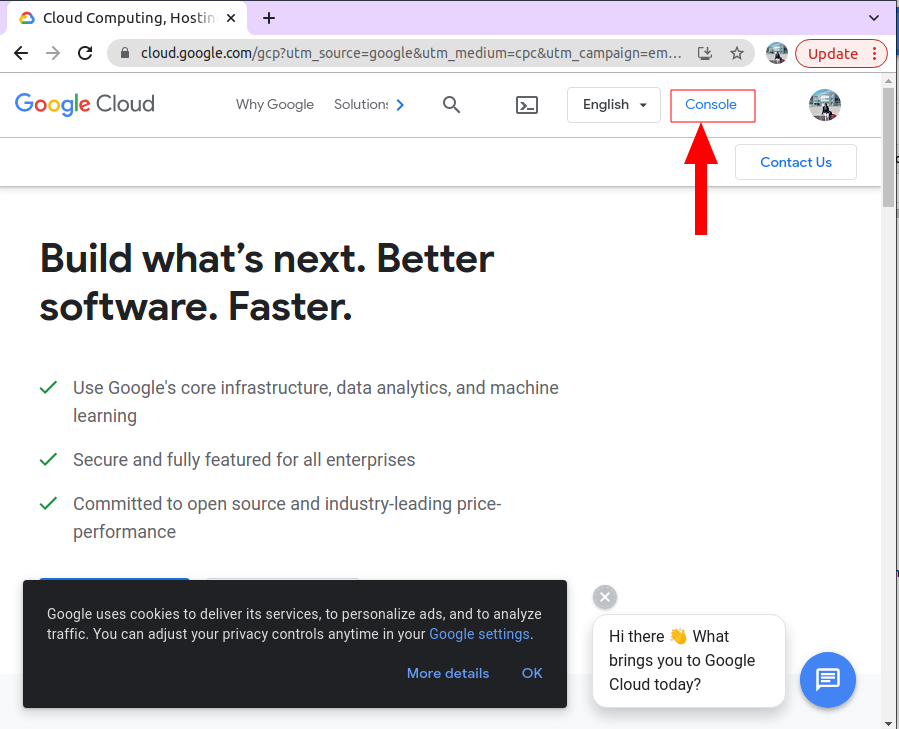 Cloud Computing, Hostin
cloud.google.com/gcp?utm_source=google&utm_medium=cpc&utm_campaign=em...
Update
Google Cloud
Why Google
Solutions
English
Console
Contact Us
Build what’s next. Better
software. Faster.
Use Google's core infrastructure, data analytics, and machine
learning
Secure and fully featured for all enterprises
Committed to open source and industry-leading price-
performance
Google uses cookies to deliver its services, to personalize ads, and to analyze
traffic. You can adjust your privacy controls anytime in your Google settings.
More details
OK
Hi there 👋 What
brings you to Google
Cloud today?